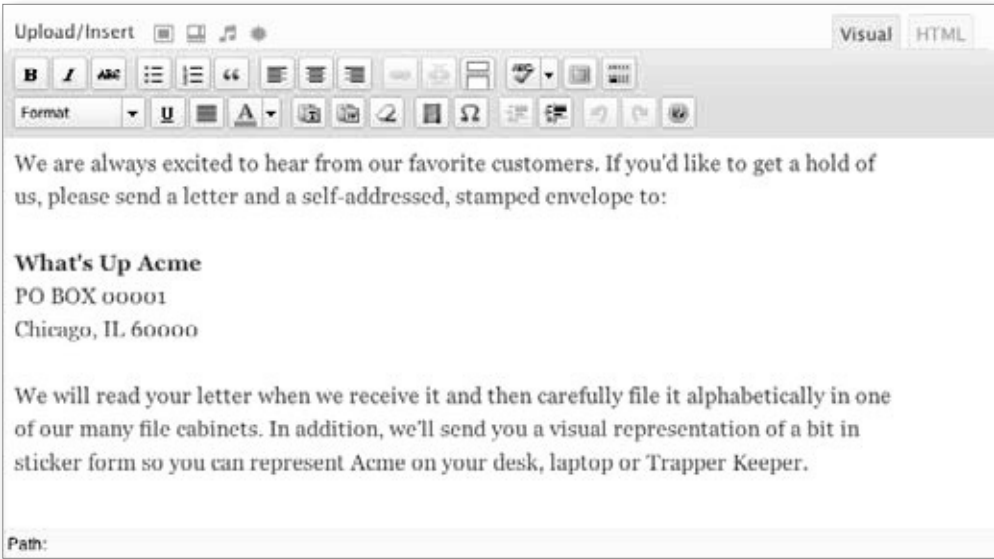 Upload/Insert
Visual HTML
B I ABC
Format U A Ω
We are always excited to hear from our favorite customers. If you'd like to get a hold of
us, please send a letter and a self-addressed, stamped envelope to:
What's Up Acme
PO BOX 00001
Chicago, IL 60000
We will read your letter when we receive it and then carefully file it alphabetically in one
of our many file cabinets. In addition, we'll send you a visual representation of a bit in
sticker form so you can represent Acme on your desk, laptop or Trapper Keeper.
Path: